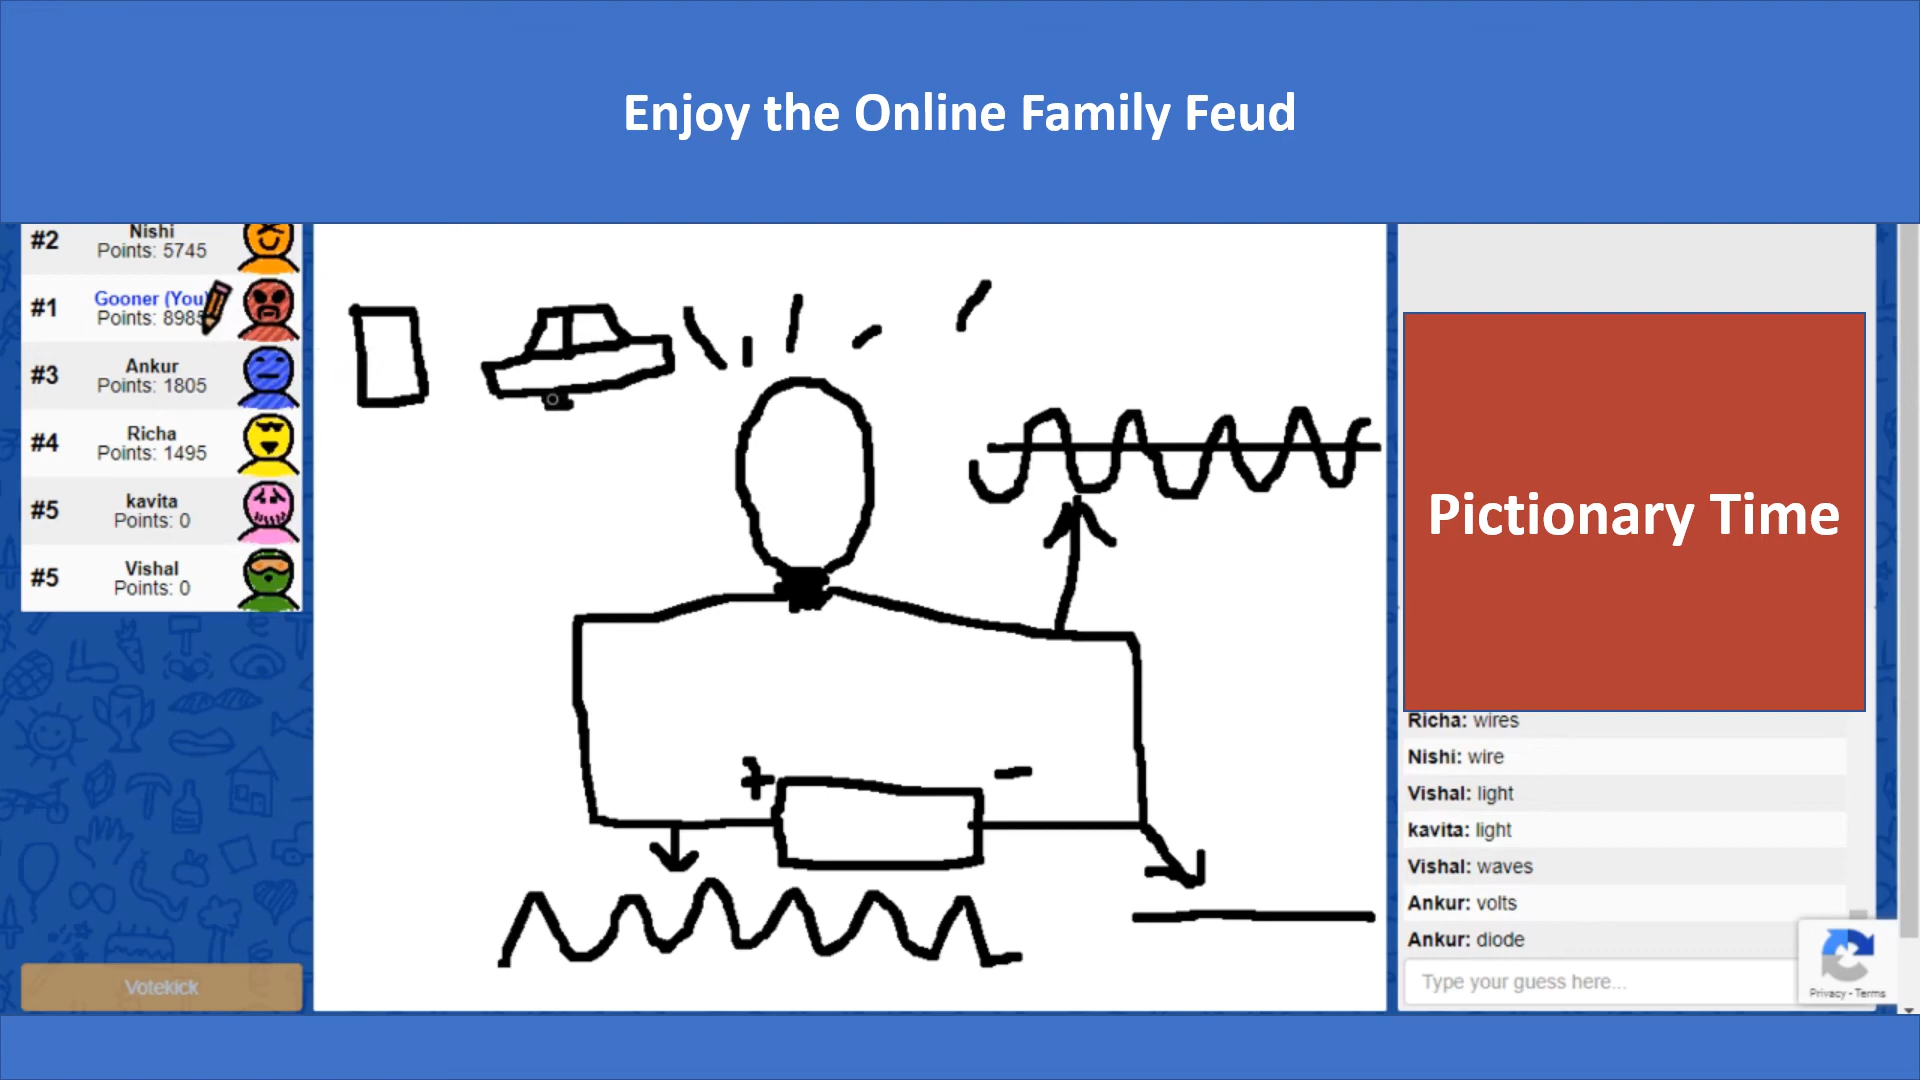 Enjoy the Online Family Feud
#2
Nishi
Points: 5745
#1
Gooner (You)
Points: 8985
#3
Ankur
Points: 1805
#4
Richa
Points: 1495
#5
kavita
Points: 0
#5
Vishal
Points: 0
Votekick
+
-
Pictionary Time
Richa: wires
Nishi: wire
Vishal: light
kavita: light
Vishal: waves
Ankur: volts
Ankur: diode
Type your guess here...
Privacy - Terms